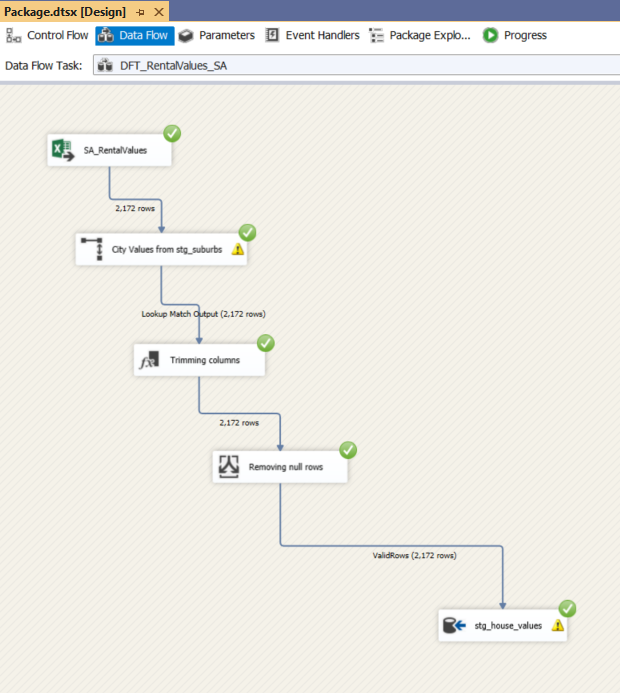 Package.dtsx [Design]
Control Flow Data Flow Parameters Event Handlers Package Explo... Progress
Data Flow Task: DFT_RentalValues_SA
SA_RentalValues
2,172 rows
City Values from stg_suburbs
Lookup Match Output (2,172 rows)
Trimming columns
2,172 rows
Removing null rows
ValidRows (2,172 rows)
stg_house_values